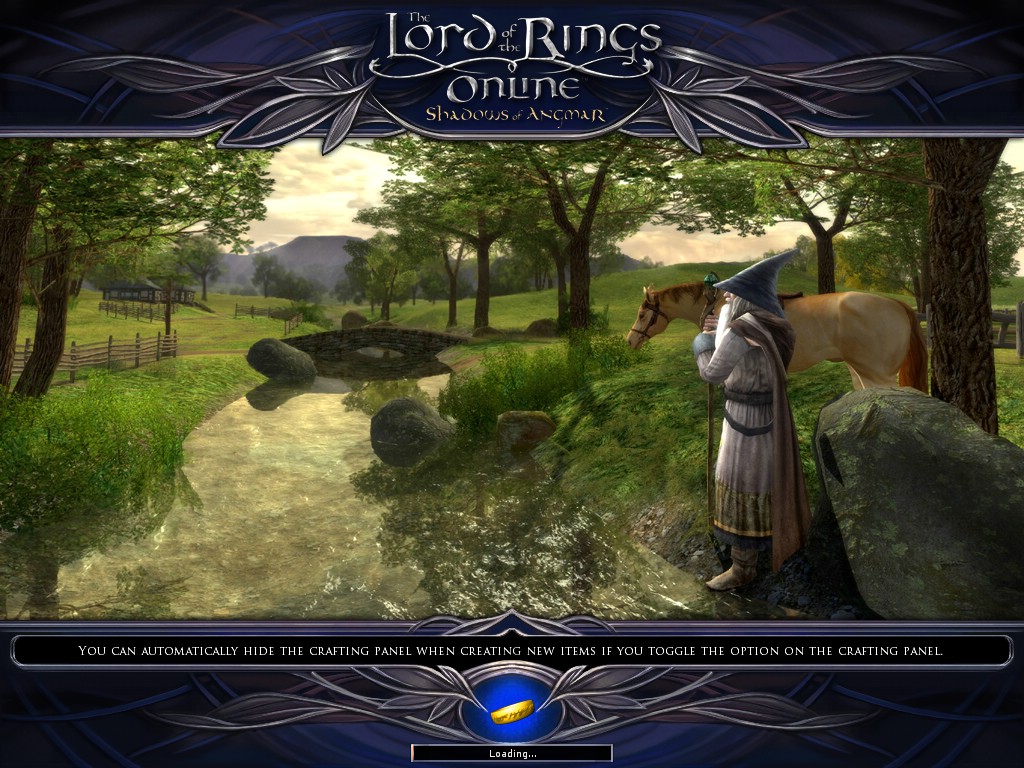 The
Lord of the Rings
Online
Shadows of Angmar™
You can automatically hide the crafting panel when creating new items if you toggle the option on the crafting panel.
Loading...